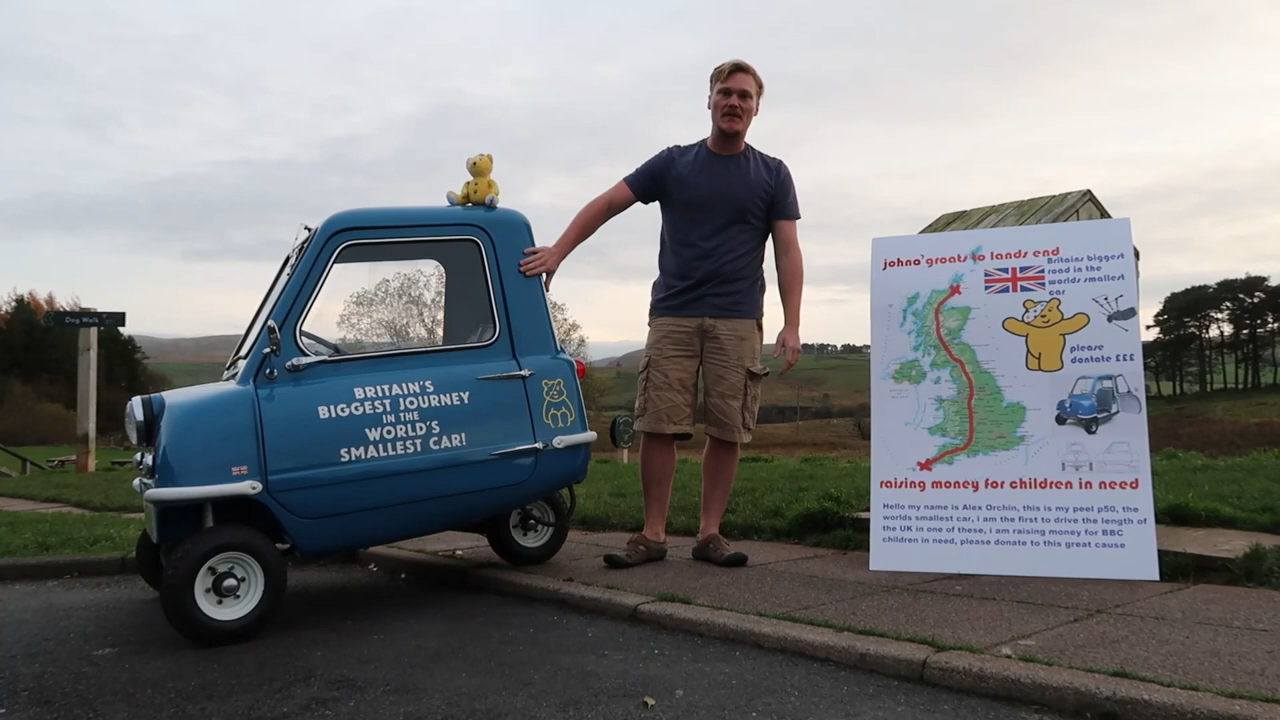 Dog Walk
BRITAIN'S
BIGGEST JOURNEY
IN THE
WORLD'S
SMALLEST CAR!
johno'groats to lands end
Britains biggest
road in the
worlds smallest
car
please
dontate £££
raising money for children in need
Hello my name is Alex Orchin, this is my peel p50, the
worlds smallest car, i am the first to drive the length of
the UK in one of these, i am raising money for BBC
children in need, please donate to this great cause